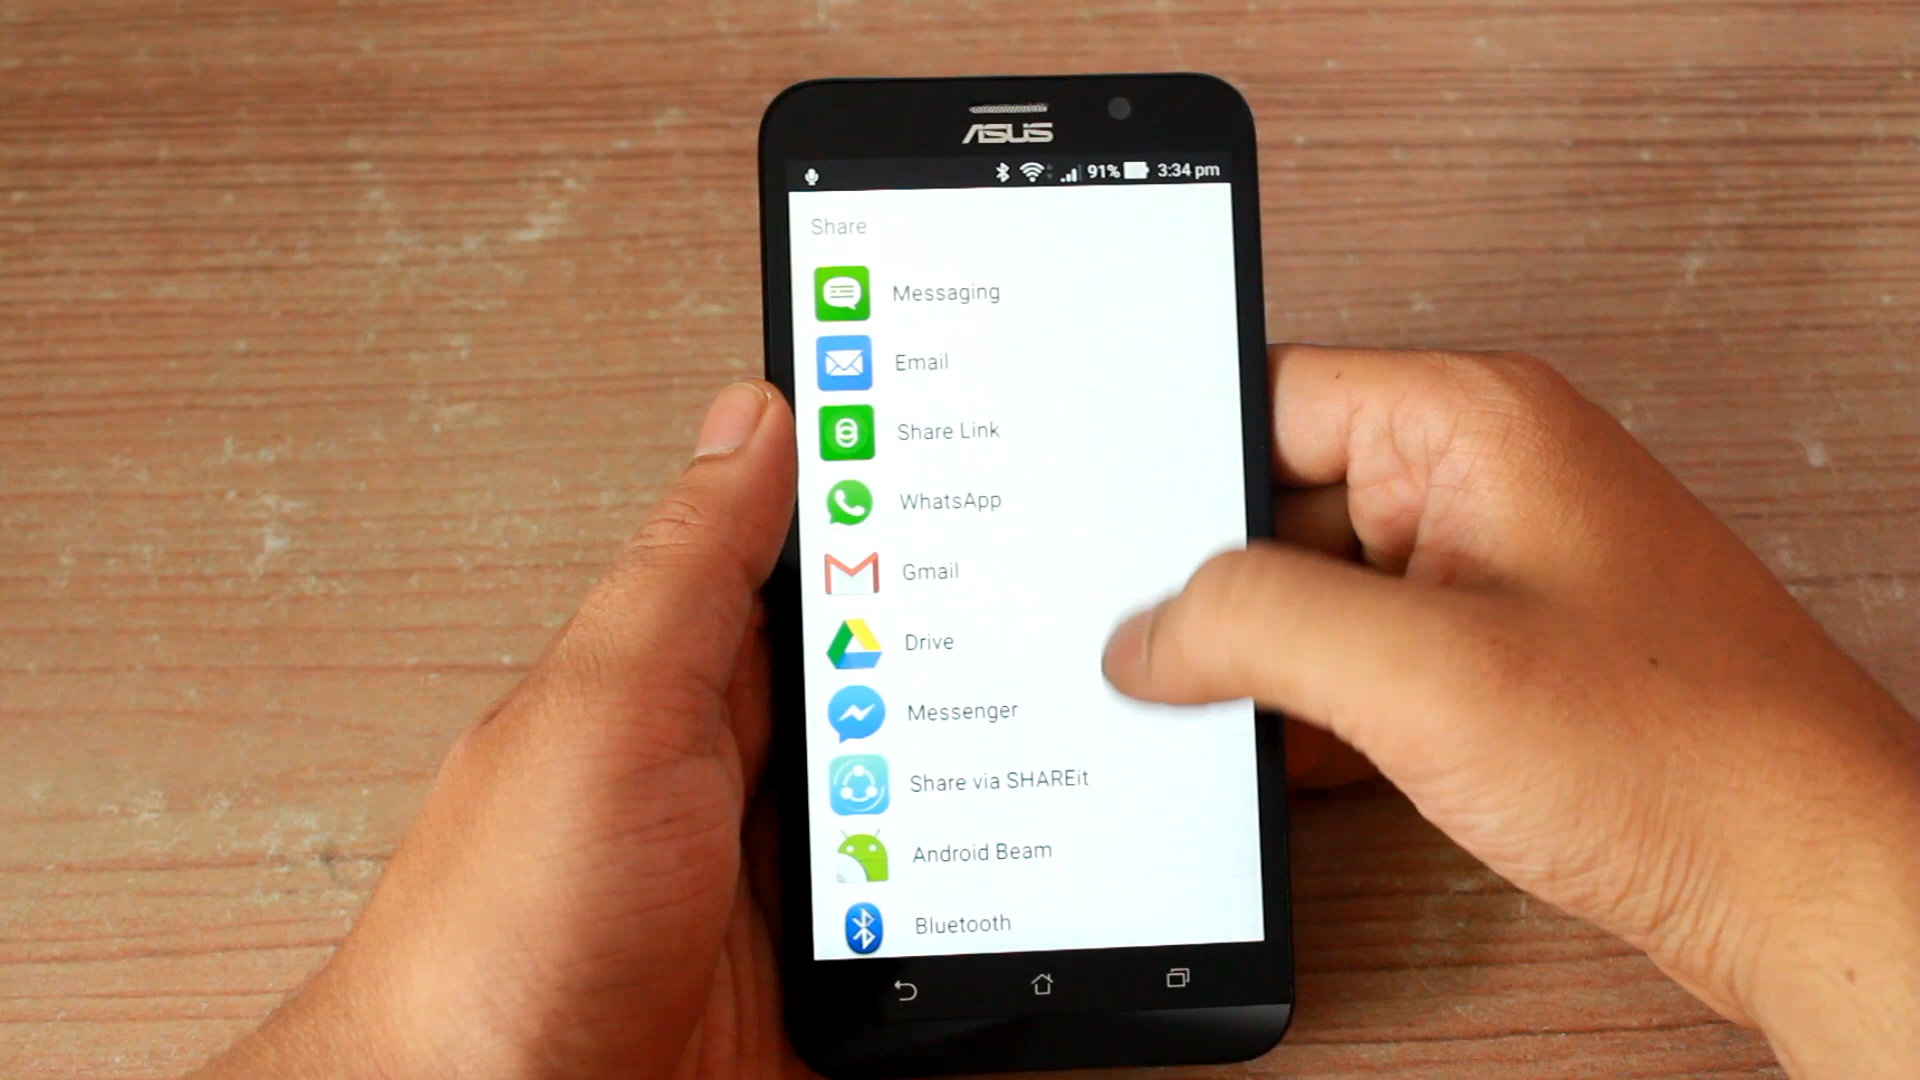 ASUS
91% 3:34 pm
Share
Messaging
Email
Share Link
WhatsApp
Gmail
Drive
Messenger
Share via SHAREit
Android Beam
Bluetooth